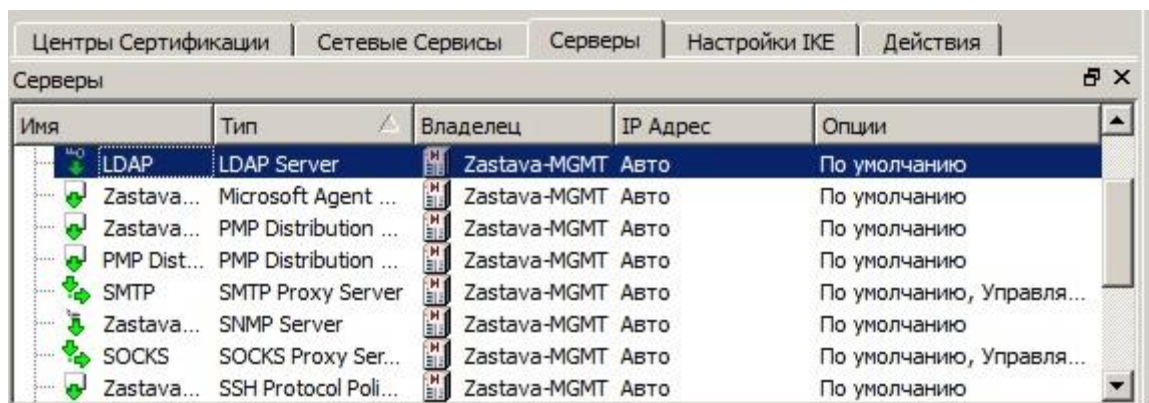 Центры Сертификации Сетевые Сервисы Серверы Настройки IKE Действия
Серверы
Имя Тип Владелец IP Адрес Опции
LDAP LDAP Server Zastava-MGMT Авто По умолчанию
Zastava... Microsoft Agent ... Zastava-MGMT Авто По умолчанию
Zastava... PMP Distribution ... Zastava-MGMT Авто По умолчанию
PMP Dist... PMP Distribution ... Zastava-MGMT Авто По умолчанию
SMTP SMTP Proxy Server Zastava-MGMT Авто По умолчанию, Управля...
Zastava... SNMP Server Zastava-MGMT Авто По умолчанию
SOCKS SOCKS Proxy Ser... Zastava-MGMT Авто По умолчанию, Управля...
Zastava... SSH Protocol Poli... Zastava-MGMT Авто По умолчанию